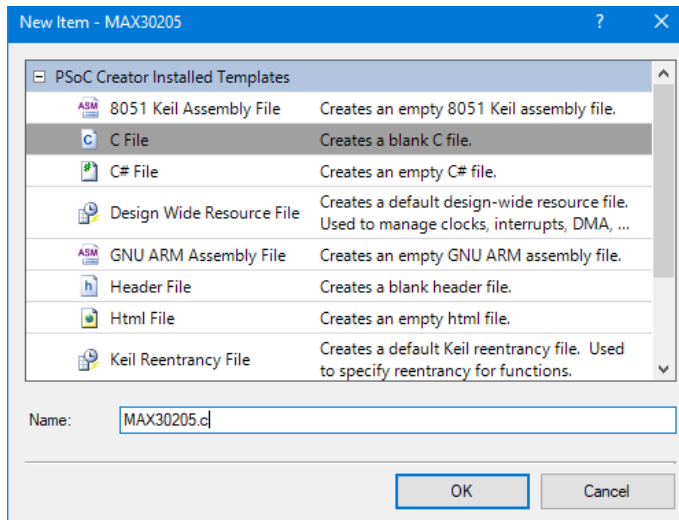 New Item - MAX30205
PSoC Creator Installed Templates
ASM 8051 Keil Assembly File Creates an empty 8051 Keil assembly file.
C C File Creates a blank C file.
C# File Creates an empty C# file.
Design Wide Resource File Creates a default design-wide resource file.
Used to manage clocks, interrupts, DMA, ...
ASM GNU ARM Assembly File Creates an empty GNU ARM assembly file.
h Header File Creates a blank header file.
Html File Creates an empty html file.
Keil Reentrancy File Creates a default Keil reentrancy file. Used
to specify reentrancy for functions.
Name: MAX30205.c
OK Cancel